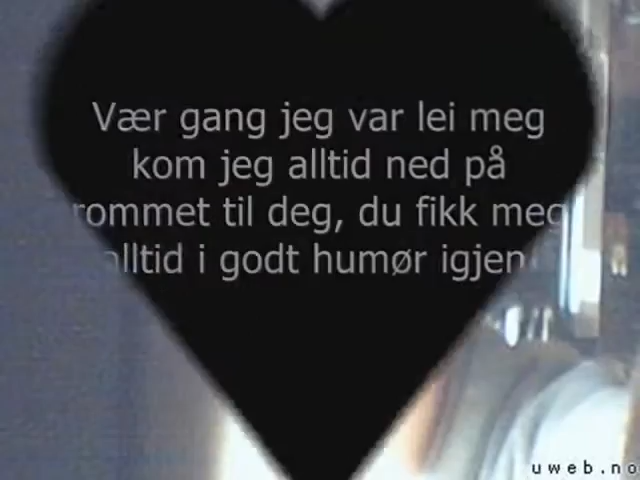 Vær gang jeg var lei meg
kom jeg alltid ned på
rommet til deg, du fikk meg
alltid i godt humør igjen
uweb.no